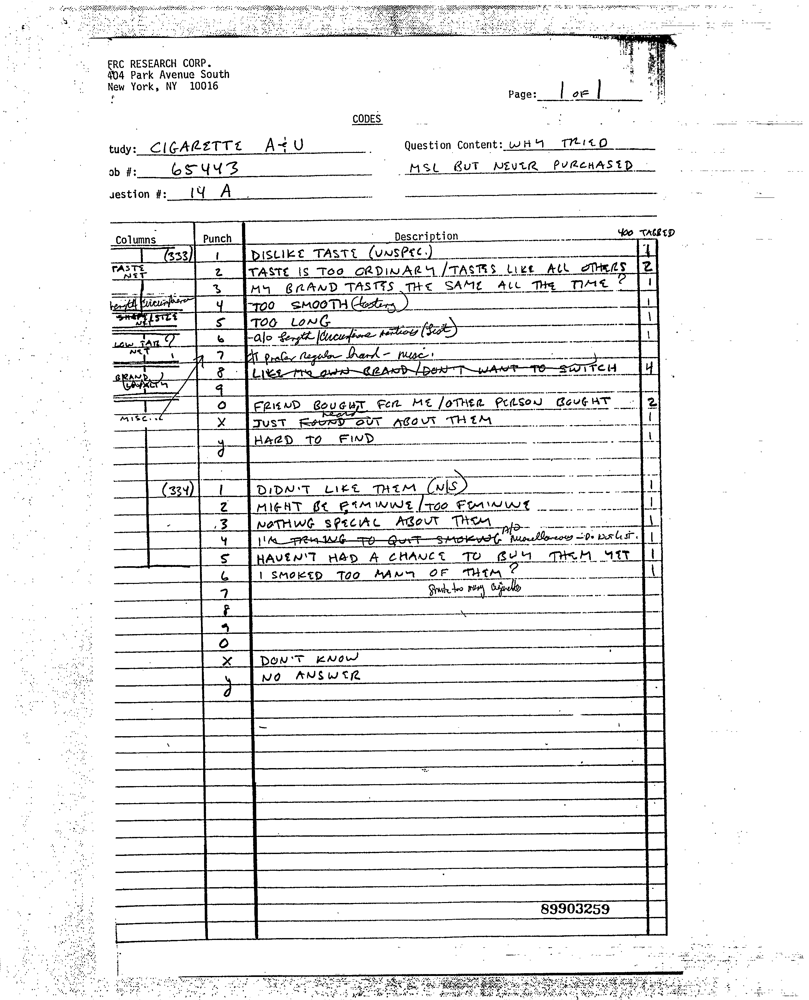 FRC RESEARCH CORP.
404 Park Avenue South
New York, NY 10016
Page: 1 OF 1
CODES
tudy: CIGARETTE A & U
Question Content: WHY TRIED
ob #: 65443
MSL BUT NEVER PURCHASED
uestion #: 14 A
400 TABBED
Columns Punch Description
(333) 1 DISLIKE TASTE (UNSPEC.) 1
TASTE NET 2 TASTE IS TOO ORDINARY / TASTES LIKE ALL OTHERS 2
3 MY BRAND TASTES THE SAME ALL THE TIME ? 1
Length / Circumference 4 TOO SMOOTH (tasting) 1
SHAPE/SIZE NET 5 TOO LONG 1
LOW TAR ? NET 1 6 a/o length / circumference mentions (List) 1
7 I prefer regular brand - misc.
BRAND LOYALTY 8 LIKE MY OWN BRAND / DON'T WANT TO SWITCH 4
9
0 FRIEND BOUGHT FOR ME / OTHER PERSON BOUGHT 2
MISC. X JUST FOUND heard OUT ABOUT THEM 1
y HARD TO FIND 1
(334) 1 DIDN'T LIKE THEM (N/S) 1
2 MIGHT BE FEMININE / TOO FEMININE 1
3 NOTHING SPECIAL ABOUT THEM 1
4 I'M TRYING TO QUIT SMOKING a/o Miscellaneous - Do not list. 1
5 HAVEN'T HAD A CHANCE TO BUY THEM YET 1
6 I SMOKED TOO MANY OF THEM ? 1
7 Smoke too many cigarettes
8
9
0
X DON'T KNOW
y NO ANSWER
89903259